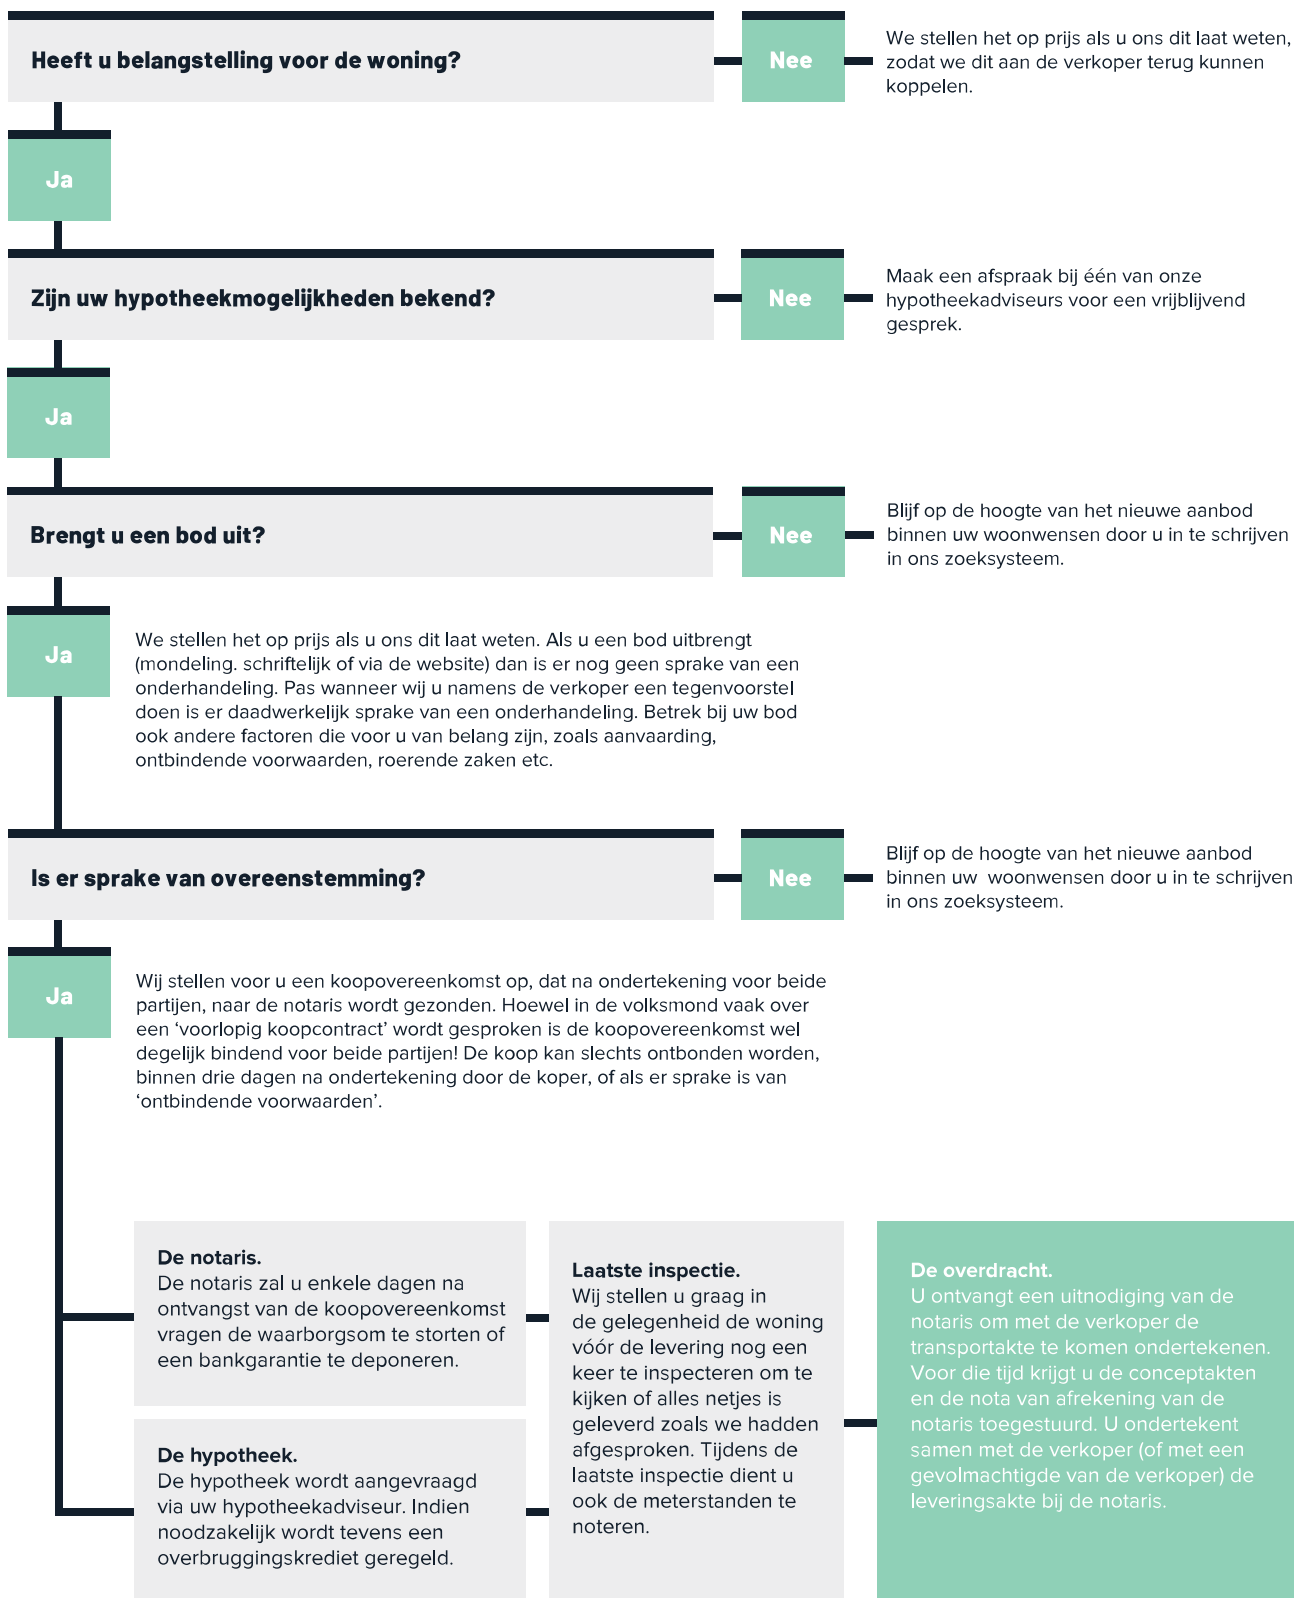 Heeft u belangstelling voor de woning?
Nee
We stellen het op prijs als u ons dit laat weten,
zodat we dit aan de verkoper terug kunnen
koppelen.
Ja
Zijn uw hypotheekmogelijkheden bekend?
Nee
Maak een afspraak bij één van onze
hypotheekadviseurs voor een vrijblijvend
gesprek.
Ja
Brengt u een bod uit?
Nee
Blijf op de hoogte van het nieuwe aanbod
binnen uw woonwensen door u in te schrijven
in ons zoeksysteem.
Ja
We stellen het op prijs als u ons dit laat weten. Als u een bod uitbrengt
(mondeling. schriftelijk of via de website) dan is er nog geen sprake van een
onderhandeling. Pas wanneer wij u namens de verkoper een tegenvoorstel
doen is er daadwerkelijk sprake van een onderhandeling. Betrek bij uw bod
ook andere factoren die voor u van belang zijn, zoals aanvaarding,
ontbindende voorwaarden, roerende zaken etc.
Is er sprake van overeenstemming?
Nee
Blijf op de hoogte van het nieuwe aanbod
binnen uw  woonwensen door u in te schrijven
in ons zoeksysteem.
Ja
Wij stellen voor u een koopovereenkomst op, dat na ondertekening voor beide
partijen, naar de notaris wordt gezonden. Hoewel in de volksmond vaak over
een ‘voorlopig koopcontract’ wordt gesproken is de koopovereenkomst wel
degelijk bindend voor beide partijen! De koop kan slechts ontbonden worden,
binnen drie dagen na ondertekening door de koper, of als er sprake is van
‘ontbindende voorwaarden’.
De notaris.
De notaris zal u enkele dagen na
ontvangst van de koopovereenkomst
vragen de waarborgsom te storten of
een bankgarantie te deponeren.
De hypotheek.
De hypotheek wordt aangevraagd
via uw hypotheekadviseur. Indien
noodzakelijk wordt tevens een
overbruggingskrediet geregeld.
Laatste inspectie.
Wij stellen u graag in
de gelegenheid de woning
vóór de levering nog een
keer te inspecteren om te
kijken of alles netjes is
geleverd zoals we hadden
afgesproken. Tijdens de
laatste inspectie dient u
ook de meterstanden te
noteren.
De overdracht.
U ontvangt een uitnodiging van de
notaris om met de verkoper de
transportakte te komen ondertekenen.
Voor die tijd krijgt u de conceptakten
en de nota van afrekening van de
notaris toegestuurd. U ondertekent
samen met de verkoper (of met een
gevolmachtigde van de verkoper) de
leveringsakte bij de notaris.